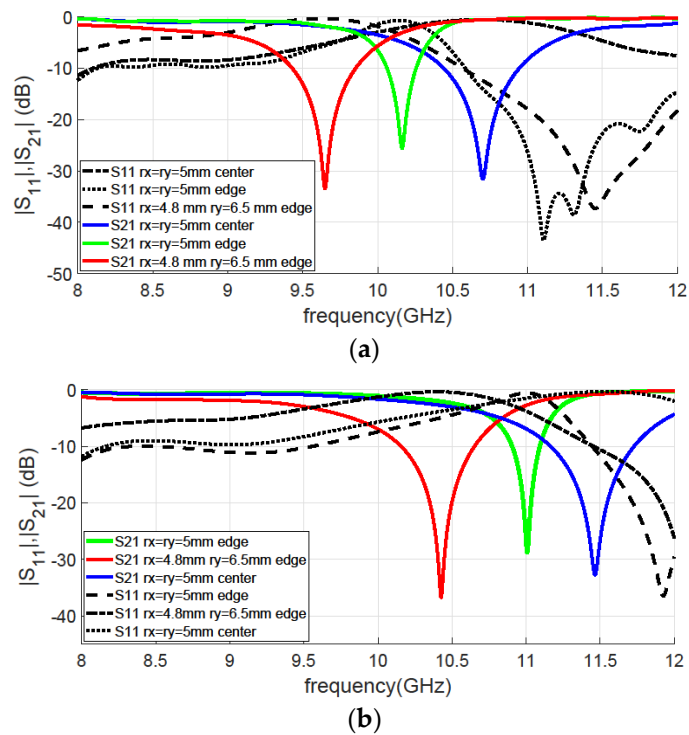 0
-10
-20
-30
-40
-50
|S11|,|S21| (dB)
S11 rx=ry=5mm center
S11 rx=ry=5mm edge
S11 rx=4.8 mm ry=6.5 mm edge
S21 rx=ry=5mm center
S21 rx=ry=5mm edge
S21 rx=4.8 mm ry=6.5 mm edge
8 8.5 9 9.5 10 10.5 11 11.5 12
frequency(GHz)
(a)
0
-10
-20
-30
-40
|S11|,|S21| (dB)
S21 rx=ry=5mm edge
S21 rx=4.8mm ry=6.5mm edge
S21 rx=ry=5mm center
S11 rx=ry=5mm edge
S11 rx=4.8mm ry=6.5mm edge
S11 rx=ry=5mm center
8 8.5 9 9.5 10 10.5 11 11.5 12
frequency(GHz)
(b)